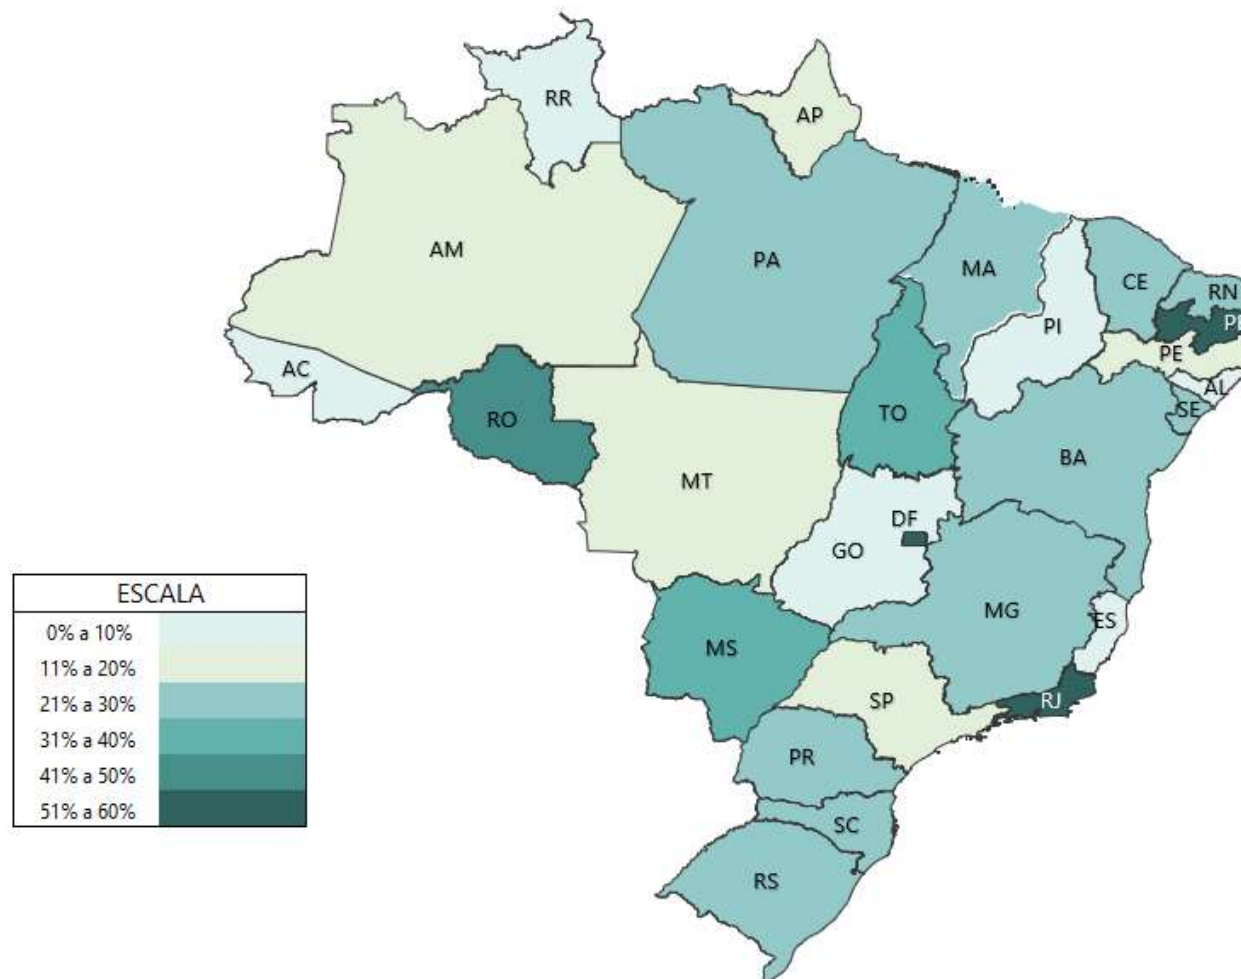 RR
AP
AM
PA
MA
CE
RN
PI
P
PE
AC
AL
TO
SE
RO
BA
MT
DF
GO
MG
ES
MS
SP
RJ
PR
SC
RS
ESCALA
0% a 10%
11% a 20%
21% a 30%
31% a 40%
41% a 50%
51% a 60%